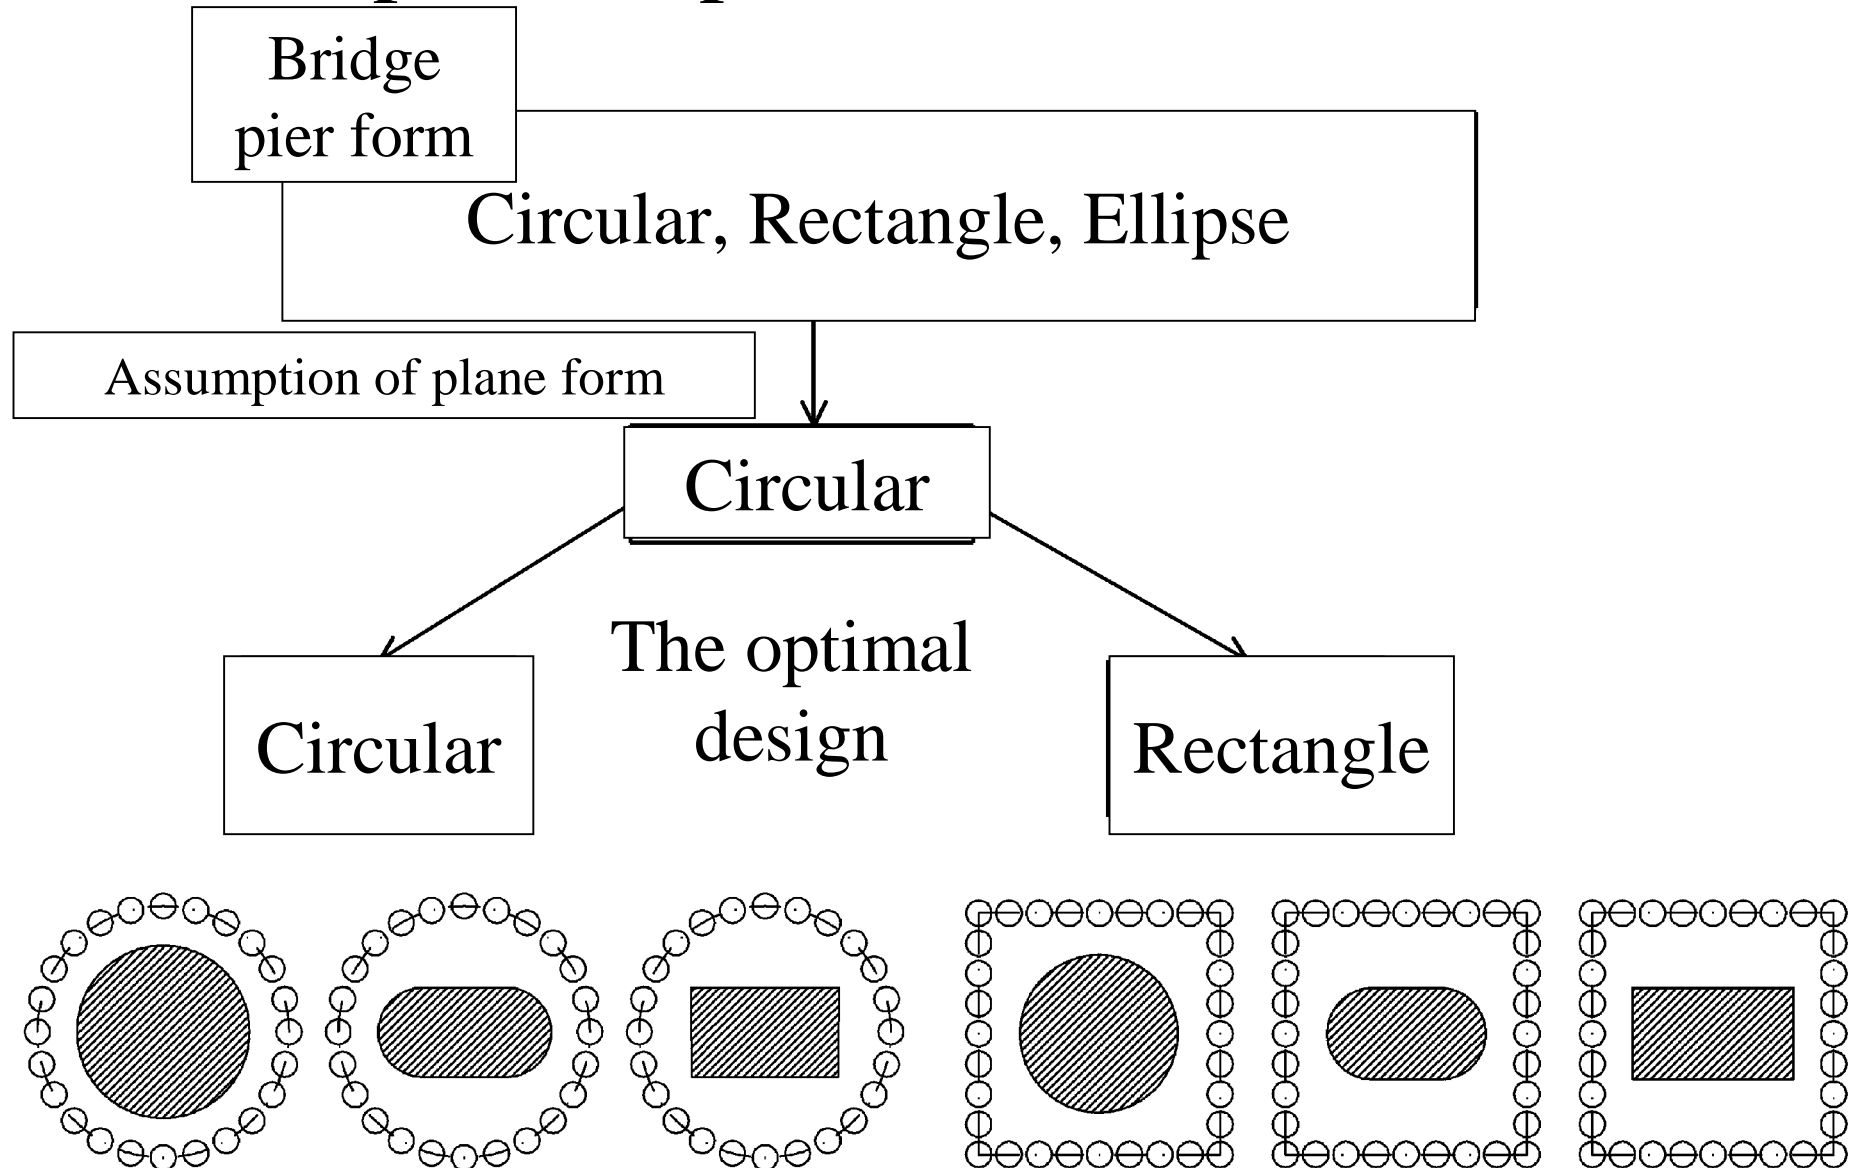 Bridge
pier form
Circular, Rectangle, Ellipse
Assumption of plane form
Circular
The optimal
design
Circular
Rectangle